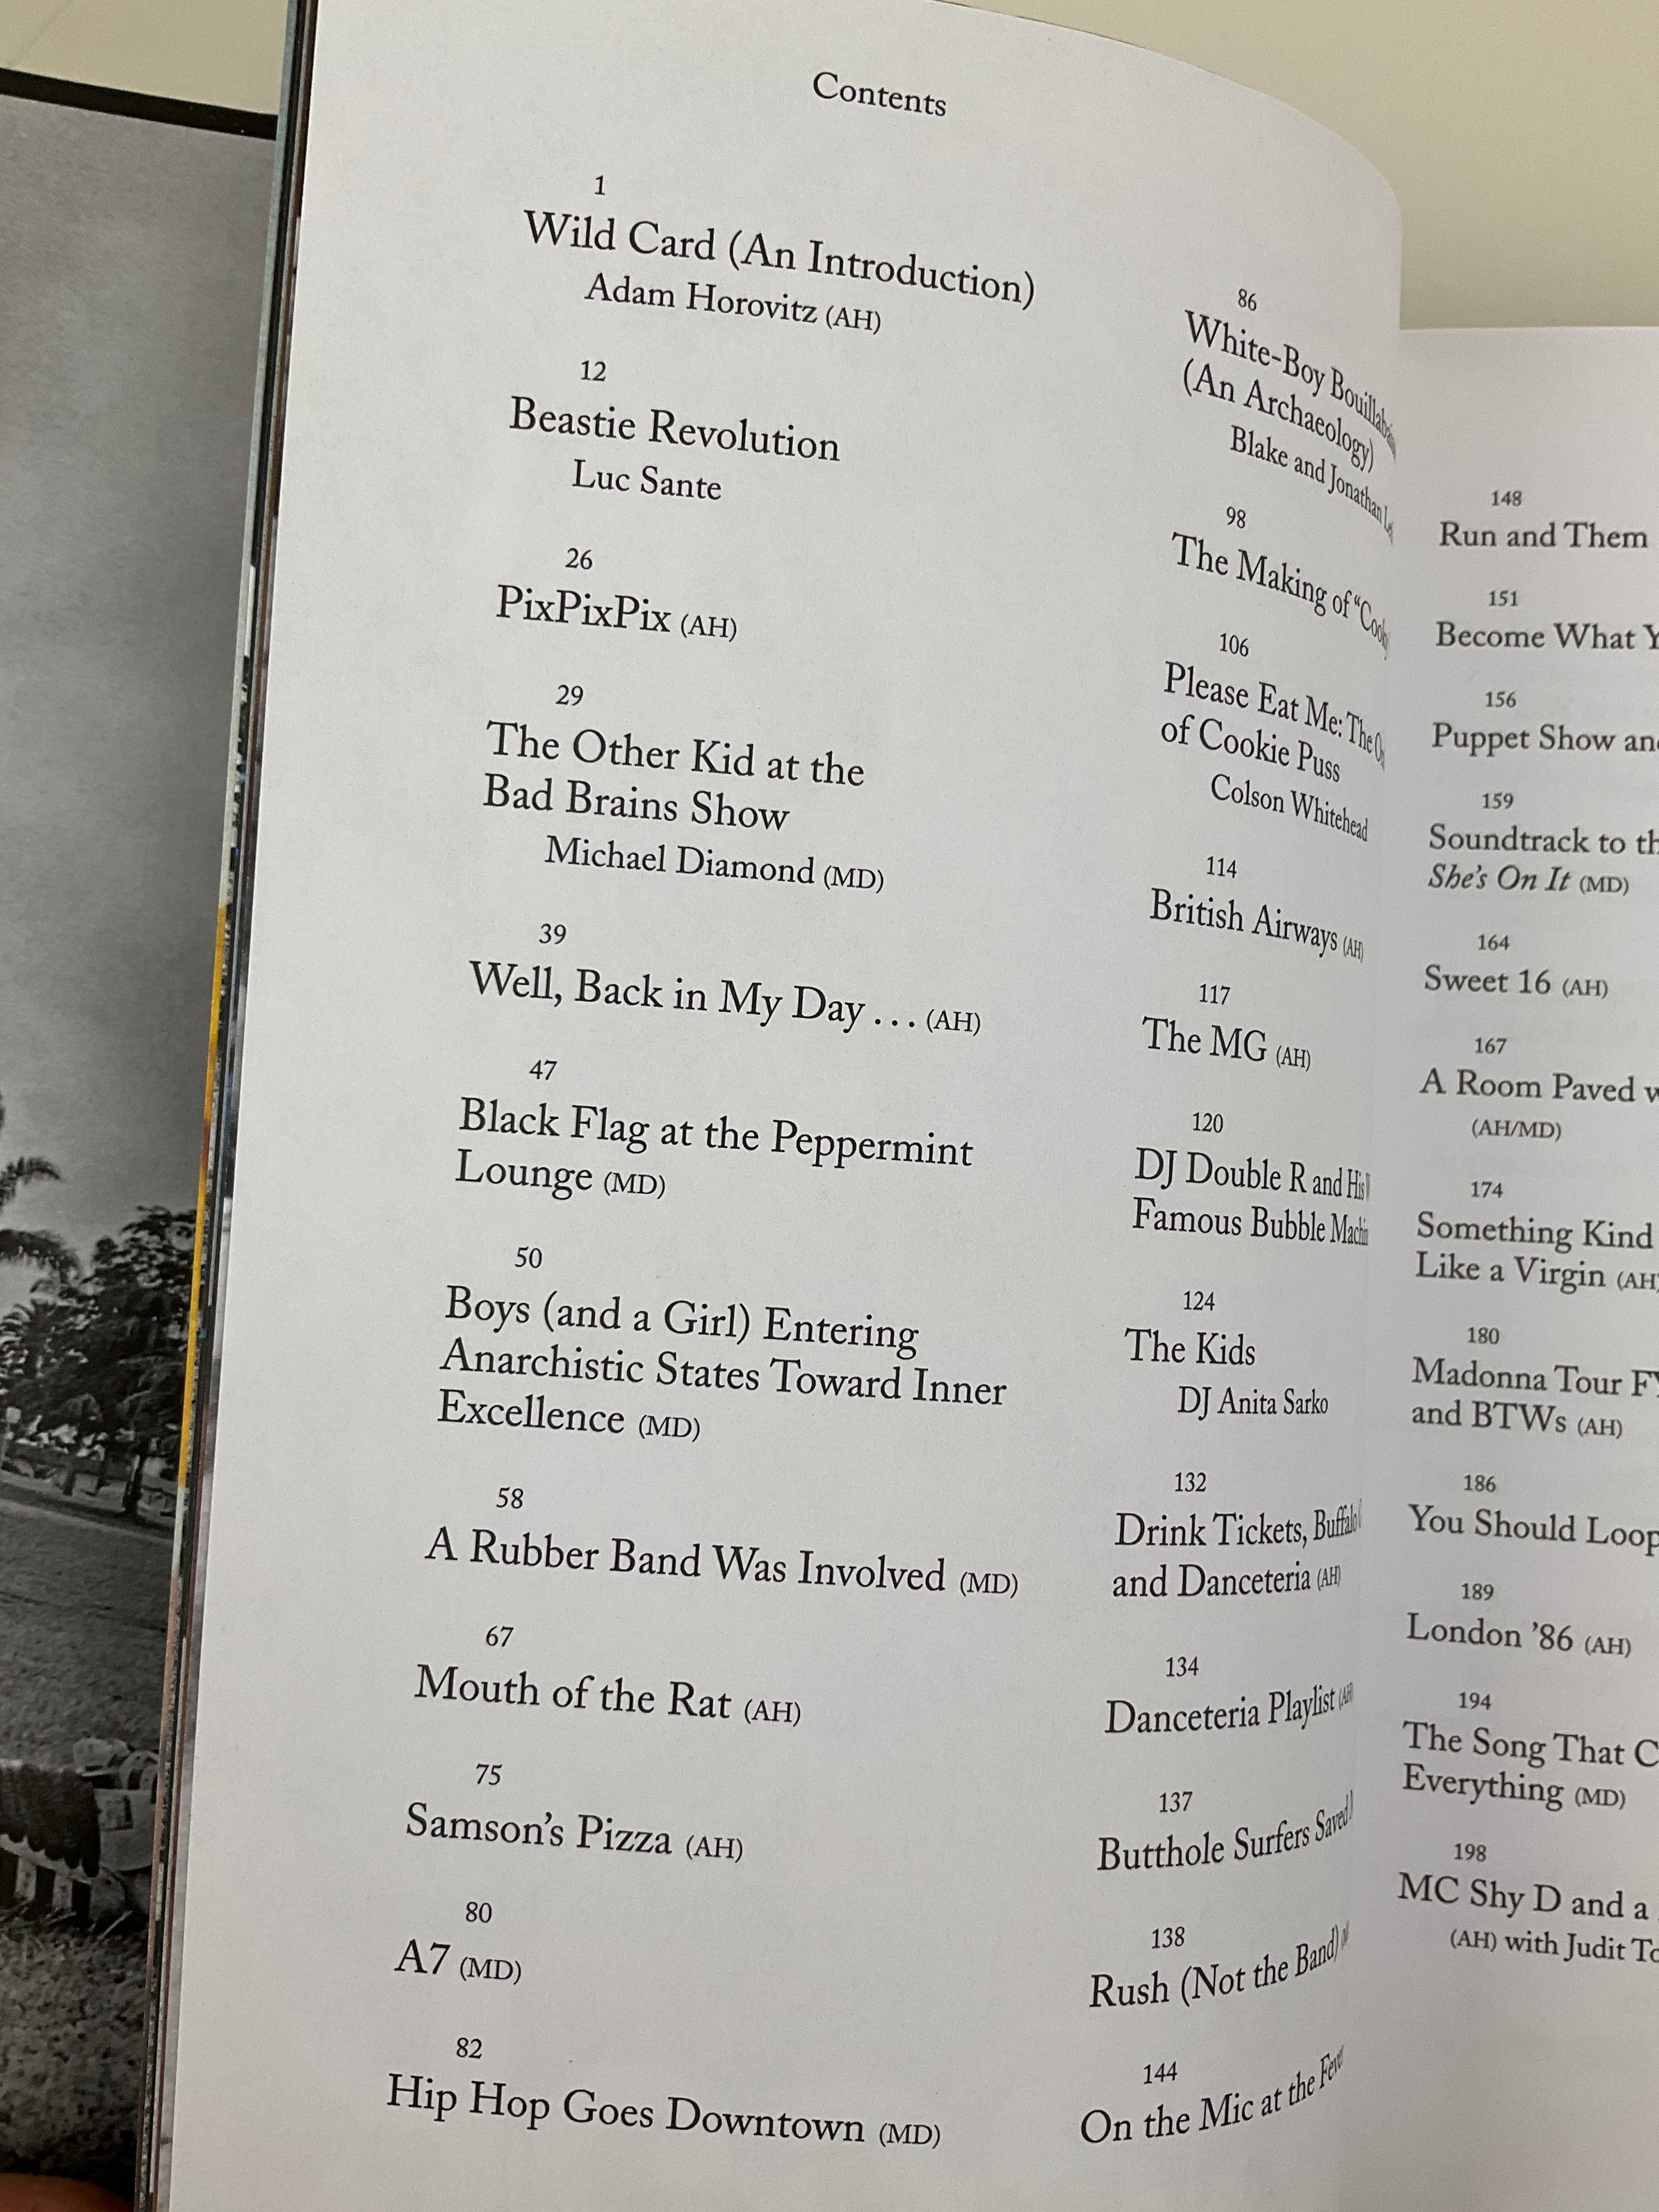 Contents
1
Wild Card (An Introduction)
Adam Horovitz (AH)
12
Beastie Revolution
Luc Sante
26
PixPixPix (AH)
29
The Other Kid at the
Bad Brains Show
Michael Diamond (MD)
39
Well, Back in My Day . . . (AH)
47
Black Flag at the Peppermint
Lounge (MD)
50
Boys (and a Girl) Entering
Anarchistic States Toward Inner
Excellence (MD)
58
A Rubber Band Was Involved (MD)
67
Mouth of the Rat (AH)
75
Samson's Pizza (AH)
80
A7 (MD)
82
Hip Hop Goes Downtown (MD)
86
White-Boy
(An Archaeology)
Blake and Jonathan
98
The Making of
106
Please Eat Me: The
of Cookie Puss
Colson Whitehead
114
British Airways (AH)
117
The MG (AH)
120
DJ Double R and His
Famous Bubble
124
The Kids
DJ Anita Sarko
132
Drink Tickets, Buffalo
and Danceteria (AH)
134
Danceteria Playlist (AH)
137
Butthole Surfers Saved
138
Rush (Not the Band)
144
On the Mic at the Fever
148
Run and Them
151
Become What
156
Puppet Show
159
Soundtrack to
She's On It (MD)
164
Sweet 16 (AH)
167
A Room Paved
(AH/MD)
174
Something Kind
Like a Virgin (AH)
180
Madonna Tour
and BTWs (AH)
186
You Should
189
London '86 (AH)
194
The Song That
Everything (MD)
198
MC Shy D and a
(AH) with Judit